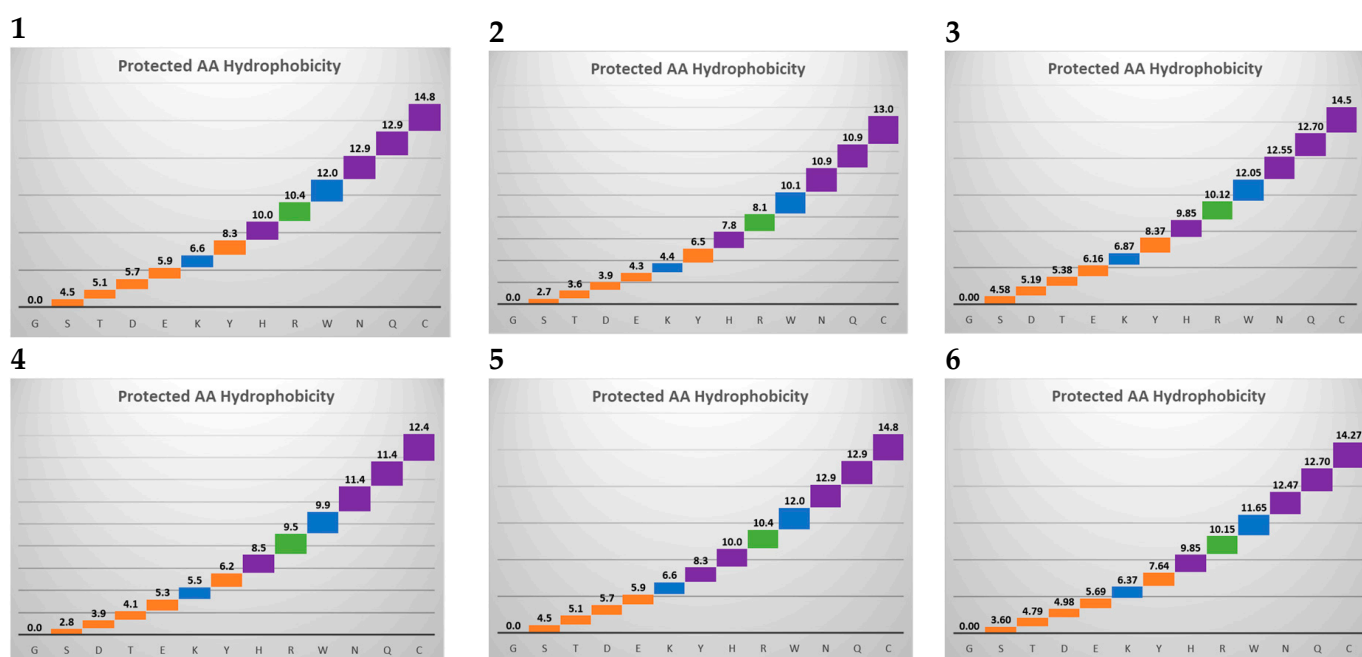 1
Protected AA Hydrophobicity
0.0 4.5 5.1 5.7 5.9 6.6 8.3 10.0 10.4 12.0 12.9 12.9 14.8
G S T D E K Y H R W N Q C
2
Protected AA Hydrophobicity
0.0 2.7 3.6 3.9 4.3 4.4 6.5 7.8 8.1 10.1 10.9 10.9 13.0
G S T D E K Y H R W N Q C
3
Protected AA Hydrophobicity
0.00 4.58 5.19 5.38 6.16 6.87 8.37 9.85 10.12 12.05 12.55 12.70 14.5
G S D T E K Y H R W N Q C
4
Protected AA Hydrophobicity
0.0 2.8 3.9 4.1 5.3 5.5 6.2 8.5 9.5 9.9 11.4 11.4 12.4
G S D T E K Y H R W N Q C
5
Protected AA Hydrophobicity
0.0 4.5 5.1 5.7 5.9 6.6 8.3 10.0 10.4 12.0 12.9 12.9 14.8
G S T D E K Y H R W N Q C
6
Protected AA Hydrophobicity
0.00 3.60 4.79 4.98 5.69 6.37 7.64 9.85 10.15 11.65 12.47 12.70 14.27
G S T D E K Y H R W N Q C